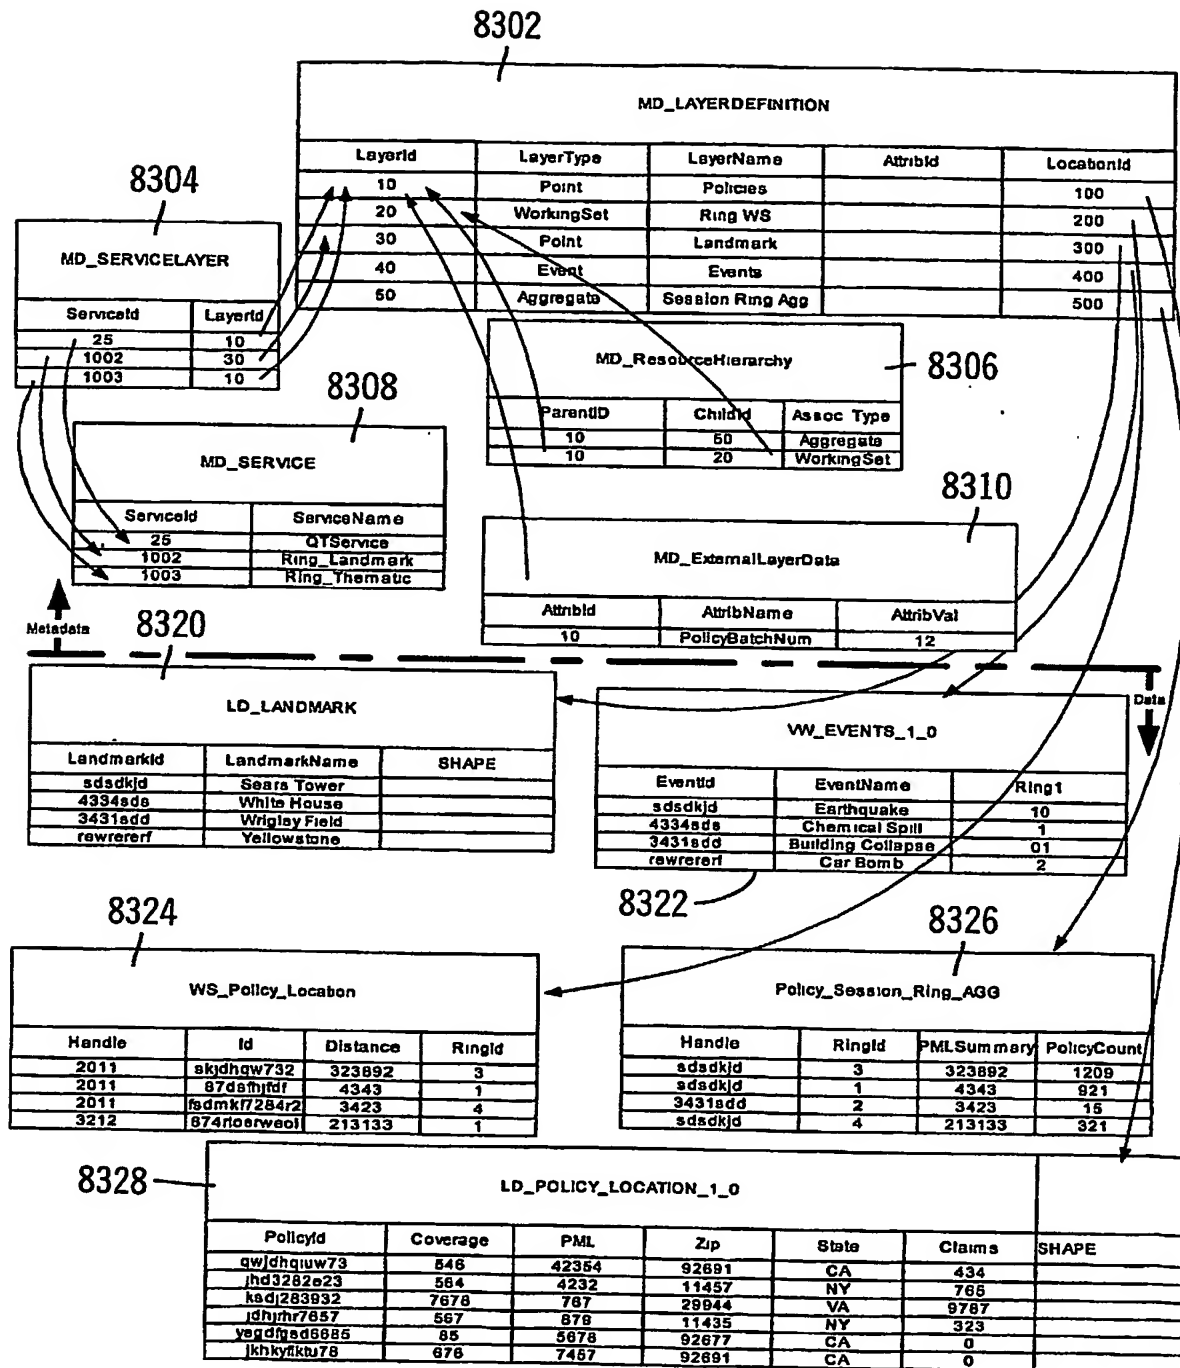 8302
MD_LAYERDEFINITION
LayerId LayerType LayerName AttribId LocationId
10 Point Policies 100
20 WorkingSet Ring WS 200
30 Point Landmark 300
40 Event Events 400
50 Aggregate Session Ring Agg 500
8304
MD_SERVICELAYER
ServiceId LayerId
25 10
1002 30
1003 10
8306
MD_ResourceHierarchy
ParentID ChildId Assoc Type
10 50 Aggregate
10 20 WorkingSet
8308
MD_SERVICE
ServiceId ServiceName
25 QTService
1002 Ring_Landmark
1003 Ring_Thematic
8310
MD_ExternalLayerData
AttribId AttribName AttribVal
10 PolicyBatchNum 12
Metadata
Data
8320
LD_LANDMARK
LandmarkId LandmarkName SHAPE
sdsdkjd Sears Tower
4334sds White House
3431sdd Wrigley Field
rewrererf Yellowstone
VW_EVENTS_1_0
EventId EventName Ring1
sdsdkjd Earthquake 10
4334sds Chemical Spill 1
3431sdd Building Collapse 01
rewrererf Car Bomb 2
8322
8324
WS_Policy_Location
Handle Id Distance RingId
2011 skjdhqw732 323892 3
2011 4343 1
2011 fsdmkf7284r2 3423 4
3212 213133 1
8326
Policy_Session_Ring_AGG
Handle RingId PMLSummary PolicyCount
sdsdkjd 3 323892 1209
sdsdkjd 1 4343 921
3431sdd 2 3423 15
sdsdkjd 4 213133 321
8328
LD_POLICY_LOCATION_1_0
PolicyId Coverage PML Zip State Claims SHAPE
qwjdhqiuw73 546 42354 92691 CA 434
jhd3282e23 564 4232 11457 NY 765
ksdj283932 7678 767 29944 VA 9787
jdhjrhr7657 567 878 11435 NY 323
ysgdfgsd6685 85 5678 92677 CA 0
jkhkyfiktu78 676 7457 92691 CA 0